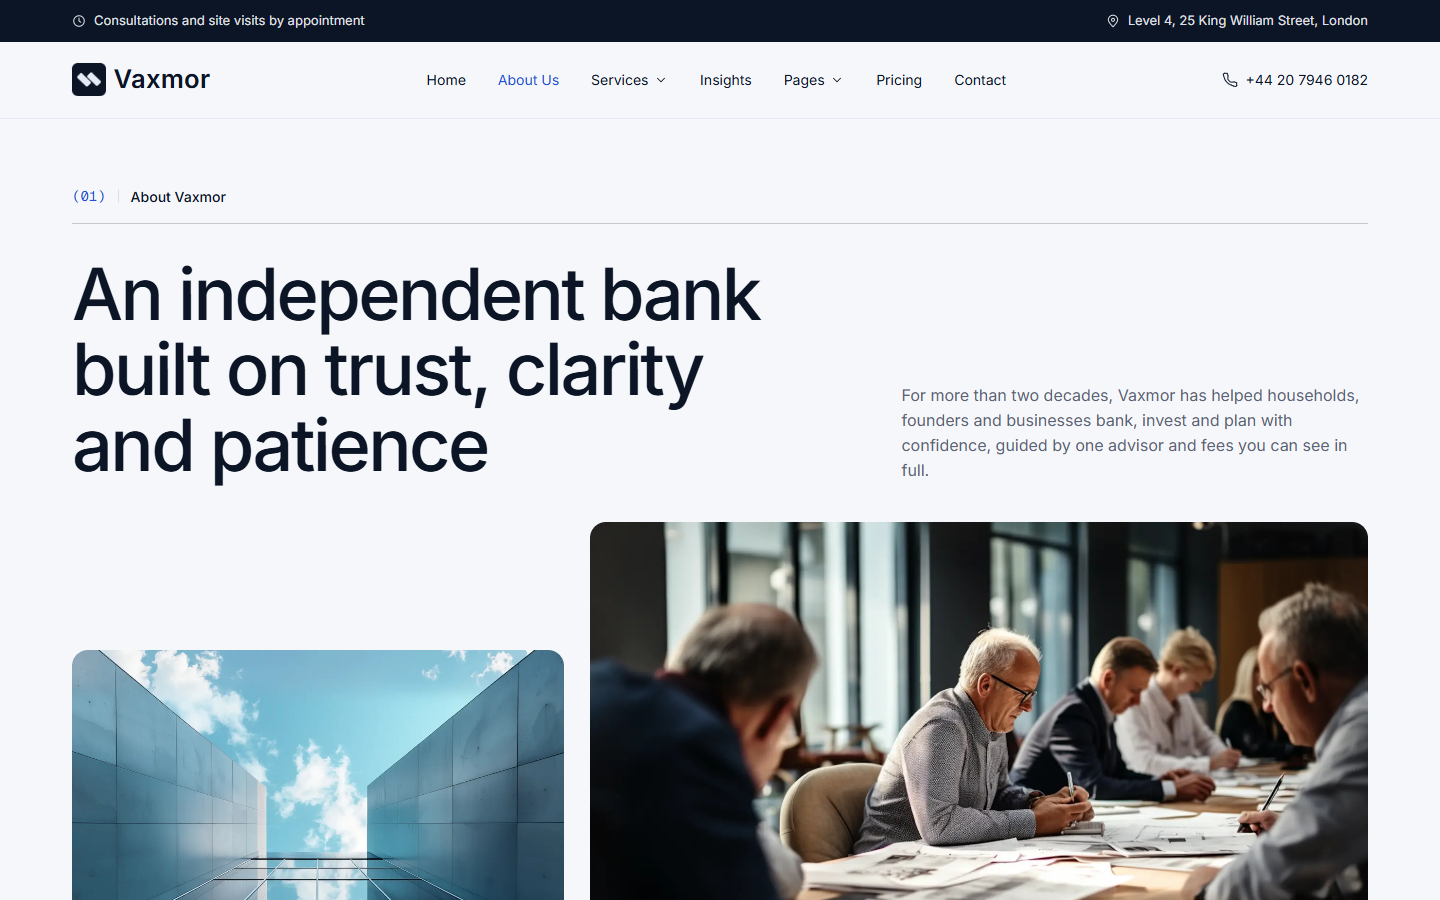 Consultations and site visits by appointment
Level 4, 25 King William Street, London
Vaxmor
Home
About Us
Services
Insights
Pages
Pricing
Contact
+44 20 7946 0182
(01)
About Vaxmor
An independent bank
built on trust, clarity
and patience
For more than two decades, Vaxmor has helped households,
founders and businesses bank, invest and plan with
confidence, guided by one advisor and fees you can see in
full.